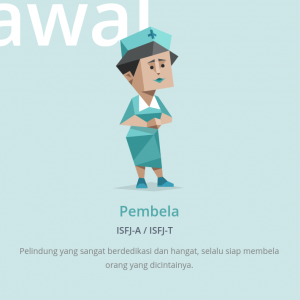 awal
Pembela
ISFJ-A / ISFJ-T
Pelindung yang sangat berdedikasi dan hangat, selalu siap membela
orang yang dicintainya.